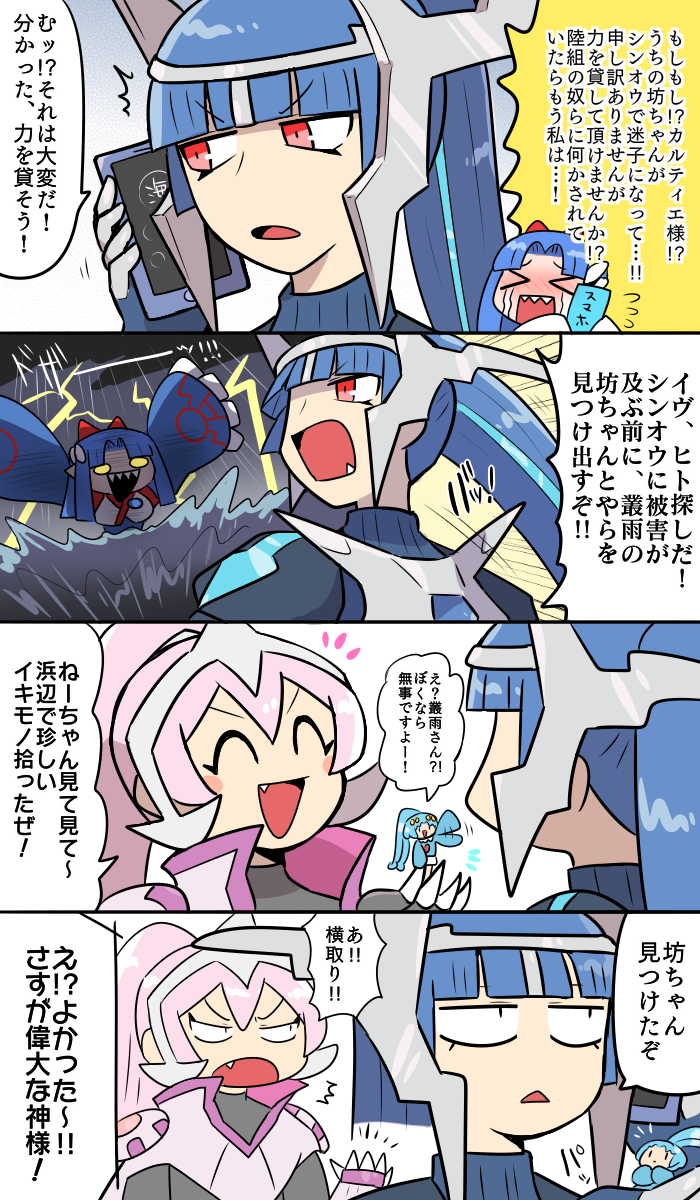 もしもし!?カルティエ様!?
うちの坊ちゃんが
シンオウで迷子になって…!!
申し訳ありませんが
力を貸して頂けませんか!?
陸組の奴らに何かされて
いたらもう私は…!
スマホ
むッ!?それは大変だ!
分かった、力を貸そう!
海
イヴ、ヒト探しだ!
シンオウに被害が
及ぶ前に、叢雨の
坊ちゃんとやらを
見つけ出すぞ!!
え?叢雨さん?!
ぼくなら
無事ですよー!
ねーちゃん見て見て～
浜辺で珍しい
イキモノ拾ったぜ!
坊ちゃん
見つけたぞ
あ!!
横取り!!
え!?よかった～!!
さすが偉大な神様!